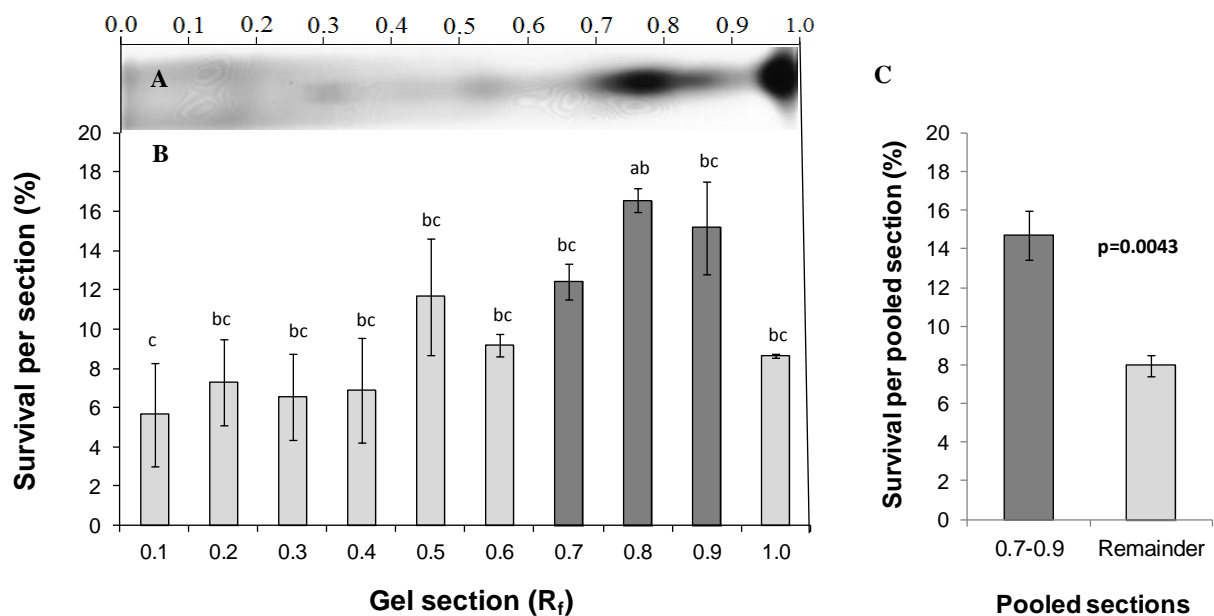 0.0 0.1 0.2 0.3 0.4 0.5 0.6 0.7 0.8 0.9 1.0
A
B
Survival per section (%)
20
18
16
14
12
10
8
6
4
2
0
c bc bc bc bc bc bc ab bc bc
0.1 0.2 0.3 0.4 0.5 0.6 0.7 0.8 0.9 1.0
Gel section (Rf)
C
Survival per pooled section (%)
20
18
16
14
12
10
8
6
4
2
0
p=0.0043
0.7-0.9 Remainder
Pooled sections